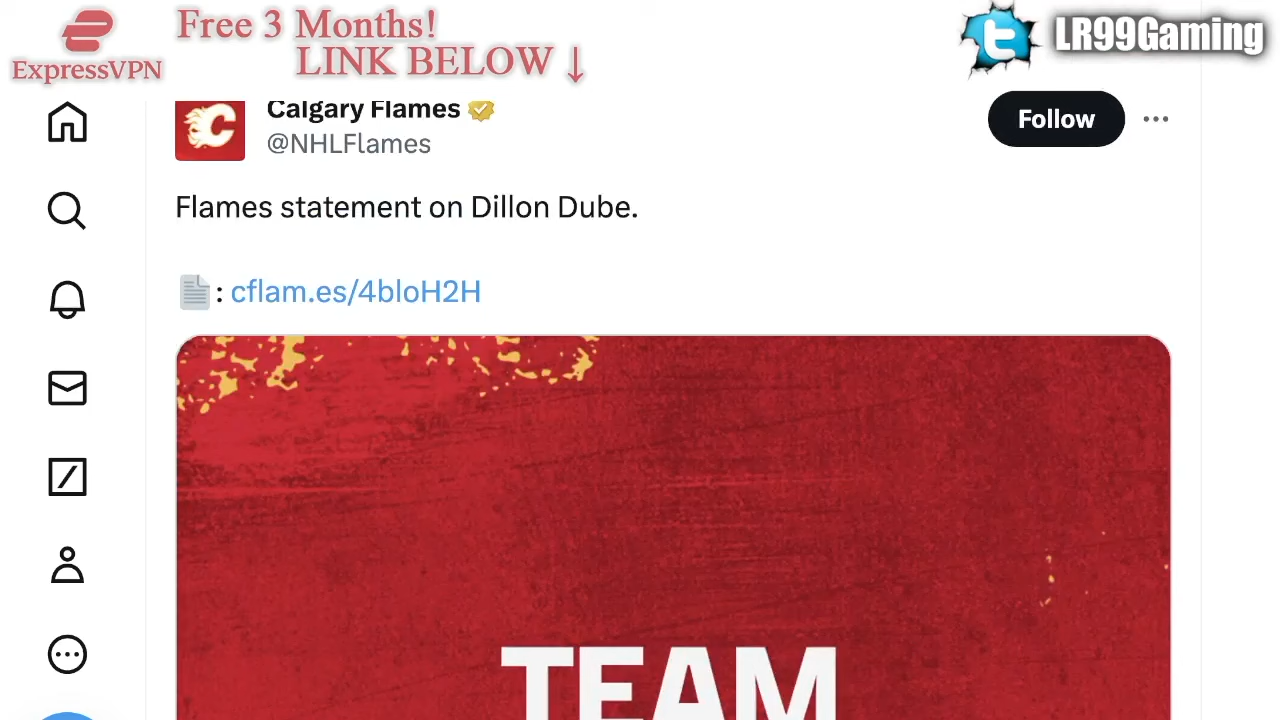 Free 3 Months!
LINK BELOW ↓
ExpressVPN
LR99Gaming
Calgary Flames
@NHLFlames
Follow
Flames statement on Dillon Dube.
: cflam.es/4bloH2H
TEAM